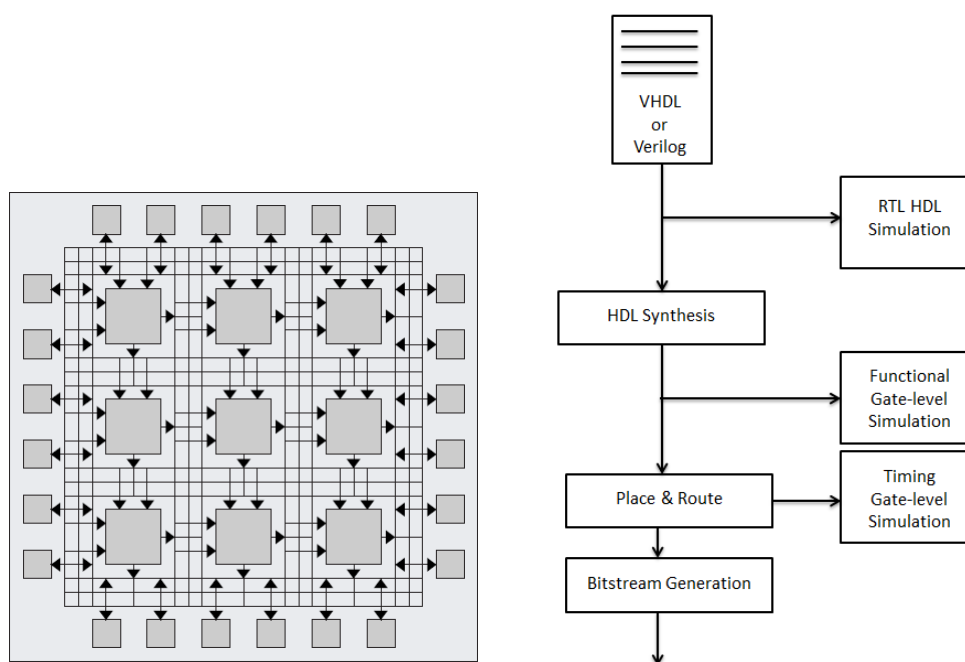 VHDL
or
Verilog
RTL HDL
Simulation
HDL Synthesis
Functional
Gate-level
Simulation
Place & Route
Timing
Gate-level
Simulation
Bitstream Generation